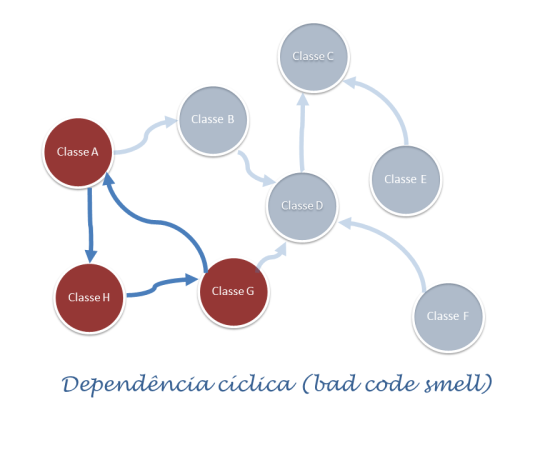 Classe C
Classe B
Classe A
Classe E
Classe D
Classe H
Classe G
Classe F
Dependência cíclica (bad code smell)